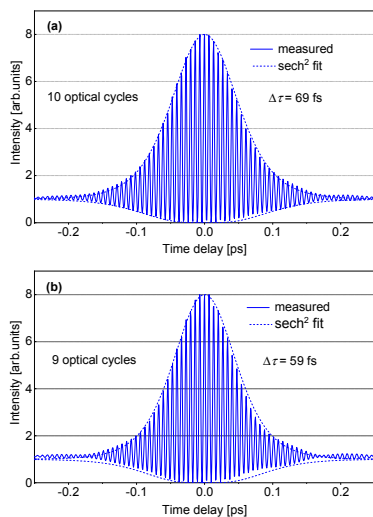 (a)
8
measured
sech² fit
10 optical cycles
Δτ = 69 fs
6
4
2
0
Intensity [arb.units]
-0.2 -0.1 0.0 0.1 0.2
Time delay [ps]
(b)
8
measured
sech² fit
9 optical cycles
Δτ = 59 fs
6
4
2
0
Intensity [arb.units]
-0.2 -0.1 0.0 0.1 0.2
Time delay [ps]